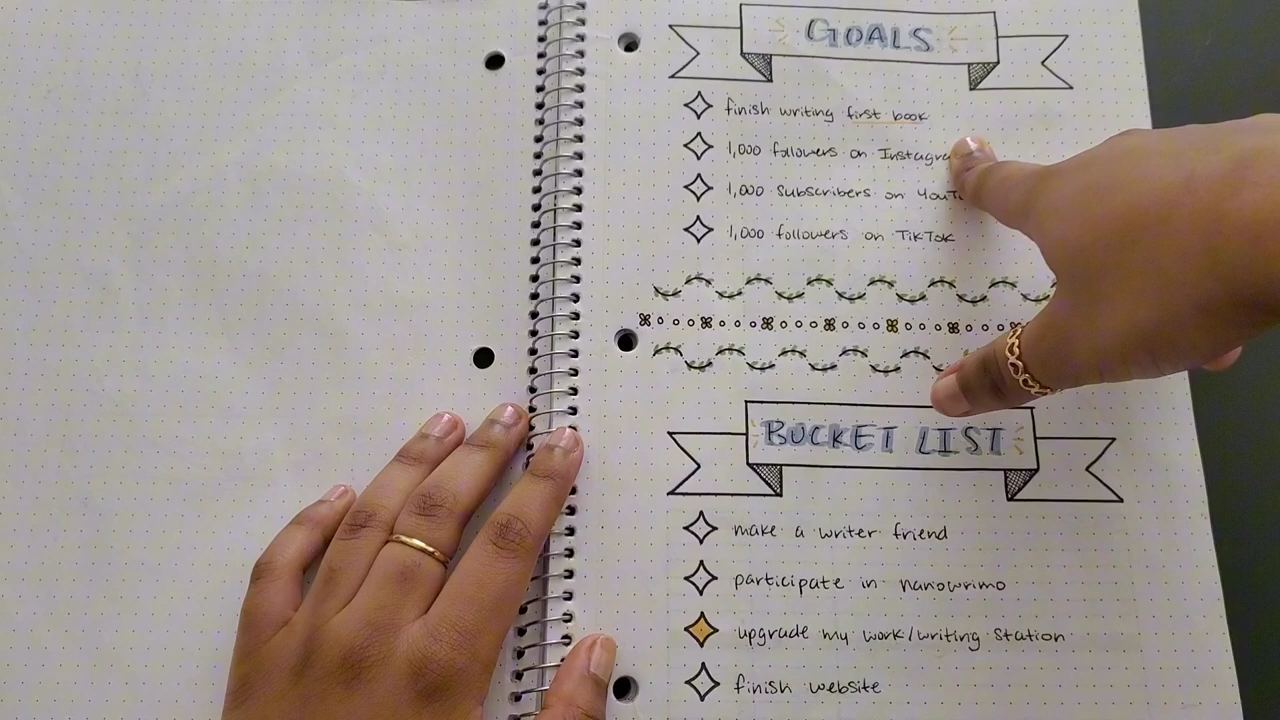 GOALS
finish writing first book
1,000 followers on
1,000 subscribers on
1,000 followers on TikTok
BUCKET LIST
make a writer friend
participate in nanowrimo
upgrade my work/writing station
finish website